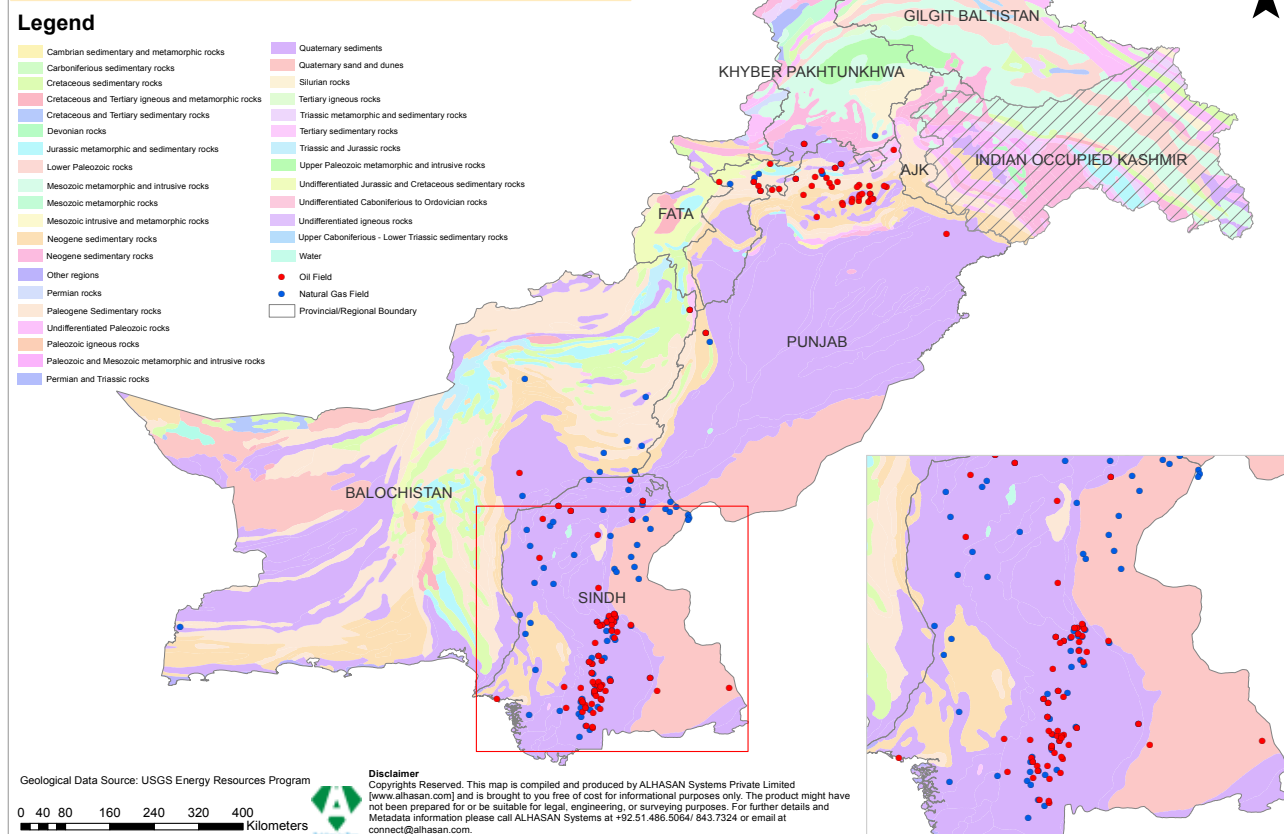 Legend
Cambrian sedimentary and metamorphic rocks
Carboniferious sedimentary rocks
Cretaceous sedimentary rocks
Cretaceous and Tertiary igneous and metamorphic rocks
Cretaceous and Tertiary sedimentary rocks
Devonian rocks
Jurassic metamorphic and sedimentary rocks
Lower Paleozoic rocks
Mesozoic metamorphic and intrusive rocks
Mesozoic metamorphic rocks
Mesozoic intrusive and metamorphic rocks
Neogene sedimentary rocks
Neogene sedimentary rocks
Other regions
Permian rocks
Paleogene Sedimentary rocks
Undifferentiated Paleozoic rocks
Paleozoic igneous rocks
Paleozoic and Mesozoic metamorphic and intrusive rocks
Permian and Triassic rocks
Quaternary sediments
Quaternary sand and dunes
Silurian rocks
Tertiary igneous rocks
Triassic metamorphic and sedimentary rocks
Tertiary sedimentary rocks
Triassic and Jurassic rocks
Upper Paleozoic metamorphic and intrusive rocks
Undifferentiated Jurassic and Cretaceous sedimentary rocks
Undifferentiated Caboniferious to Ordovician rocks
Undifferentiated igneous rocks
Upper Caboniferious - Lower Triassic sedimentary rocks
Water
Oil Field
Natural Gas Field
Provincial/Regional Boundary
GILGIT BALTISTAN
KHYBER PAKHTUNKHWA
INDIAN OCCUPIED KASHMIR
AJK
FATA
PUNJAB
BALOCHISTAN
SINDH
Geological Data Source: USGS Energy Resources Program
0 40 80 160 240 320 400
Kilometers
Disclaimer
Copyrights Reserved. This map is compiled and produced by ALHASAN Systems Private Limited
[www.alhasan.com] and is brought to you free of cost for informational purposes only. The product might have
not been prepared for or be suitable for legal, engineering, or surveying purposes. For further details and
Metadata information please call ALHASAN Systems at +92.51.486.5064/ 843.7324 or email at
connect@alhasan.com.